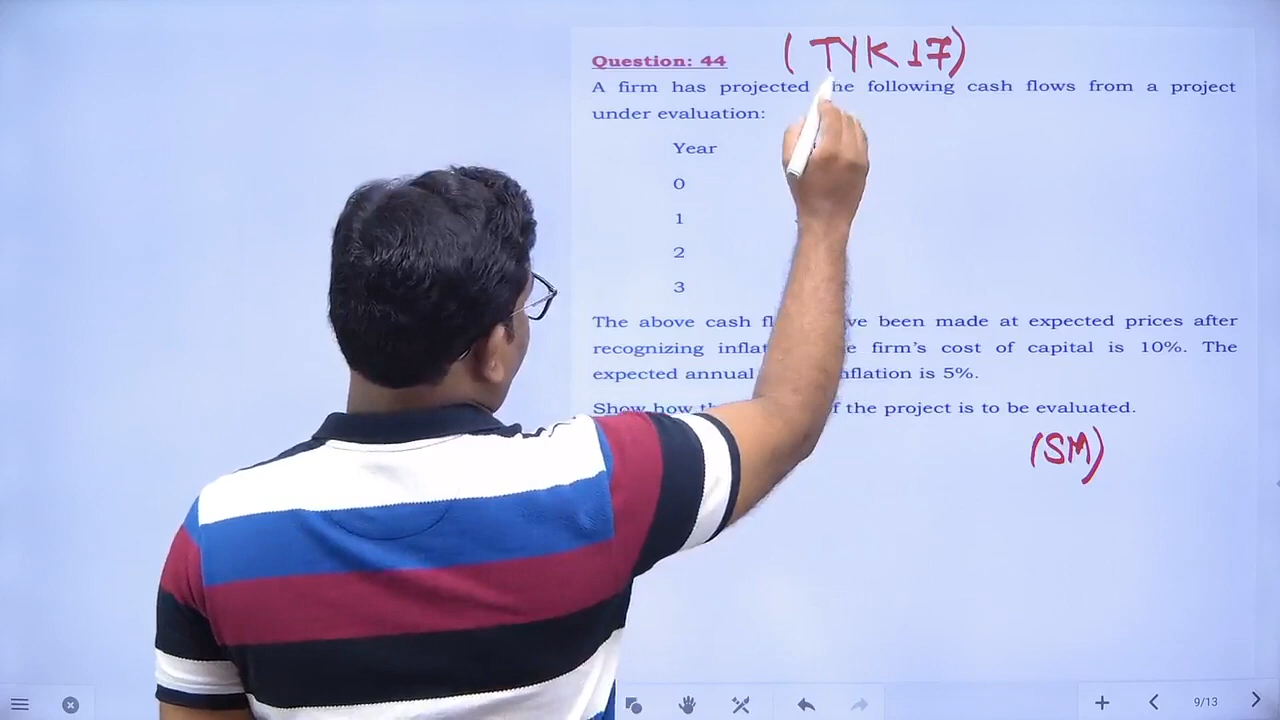 Question: 44 (TYK 17)
A firm has projected he following cash flows from a project
under evaluation:
Year
0
1
2
3
The above cash fl ve been made at expected prices after
recognizing inflat e firm's cost of capital is 10%. The
expected annual nflation is 5%.
Show how th f the project is to be evaluated.
(SM)
9/13